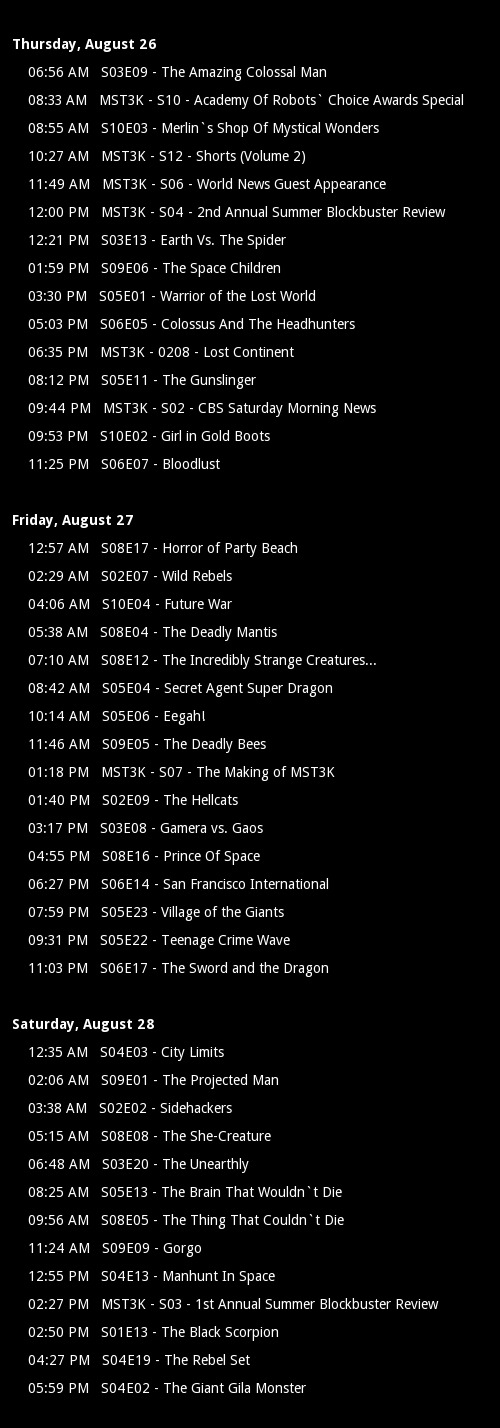 Thursday, August 26
06:56 AM S03E09 - The Amazing Colossal Man
08:33 AM MST3K - S10 - Academy Of Robots` Choice Awards Special
08:55 AM S10E03 - Merlin`s Shop Of Mystical Wonders
10:27 AM MST3K - S12 - Shorts (Volume 2)
11:49 AM MST3K - S06 - World News Guest Appearance
12:00 PM MST3K - S04 - 2nd Annual Summer Blockbuster Review
12:21 PM S03E13 - Earth Vs. The Spider
01:59 PM S09E06 - The Space Children
03:30 PM S05E01 - Warrior of the Lost World
05:03 PM S06E05 - Colossus And The Headhunters
06:35 PM MST3K - 0208 - Lost Continent
08:12 PM S05E11 - The Gunslinger
09:44 PM MST3K - S02 - CBS Saturday Morning News
09:53 PM S10E02 - Girl in Gold Boots
11:25 PM S06E07 - Bloodlust
Friday, August 27
12:57 AM S08E17 - Horror of Party Beach
02:29 AM S02E07 - Wild Rebels
04:06 AM S10E04 - Future War
05:38 AM S08E04 - The Deadly Mantis
07:10 AM S08E12 - The Incredibly Strange Creatures...
08:42 AM S05E04 - Secret Agent Super Dragon
10:14 AM S05E06 - Eegah!
11:46 AM S09E05 - The Deadly Bees
01:18 PM MST3K - S07 - The Making of MST3K
01:40 PM S02E09 - The Hellcats
03:17 PM S03E08 - Gamera vs. Gaos
04:55 PM S08E16 - Prince Of Space
06:27 PM S06E14 - San Francisco International
07:59 PM S05E23 - Village of the Giants
09:31 PM S05E22 - Teenage Crime Wave
11:03 PM S06E17 - The Sword and the Dragon
Saturday, August 28
12:35 AM S04E03 - City Limits
02:06 AM S09E01 - The Projected Man
03:38 AM S02E02 - Sidehackers
05:15 AM S08E08 - The She-Creature
06:48 AM S03E20 - The Unearthly
08:25 AM S05E13 - The Brain That Wouldn`t Die
09:56 AM S08E05 - The Thing That Couldn`t Die
11:24 AM S09E09 - Gorgo
12:55 PM S04E13 - Manhunt In Space
02:27 PM MST3K - S03 - 1st Annual Summer Blockbuster Review
02:50 PM S01E13 - The Black Scorpion
04:27 PM S04E19 - The Rebel Set
05:59 PM S04E02 - The Giant Gila Monster